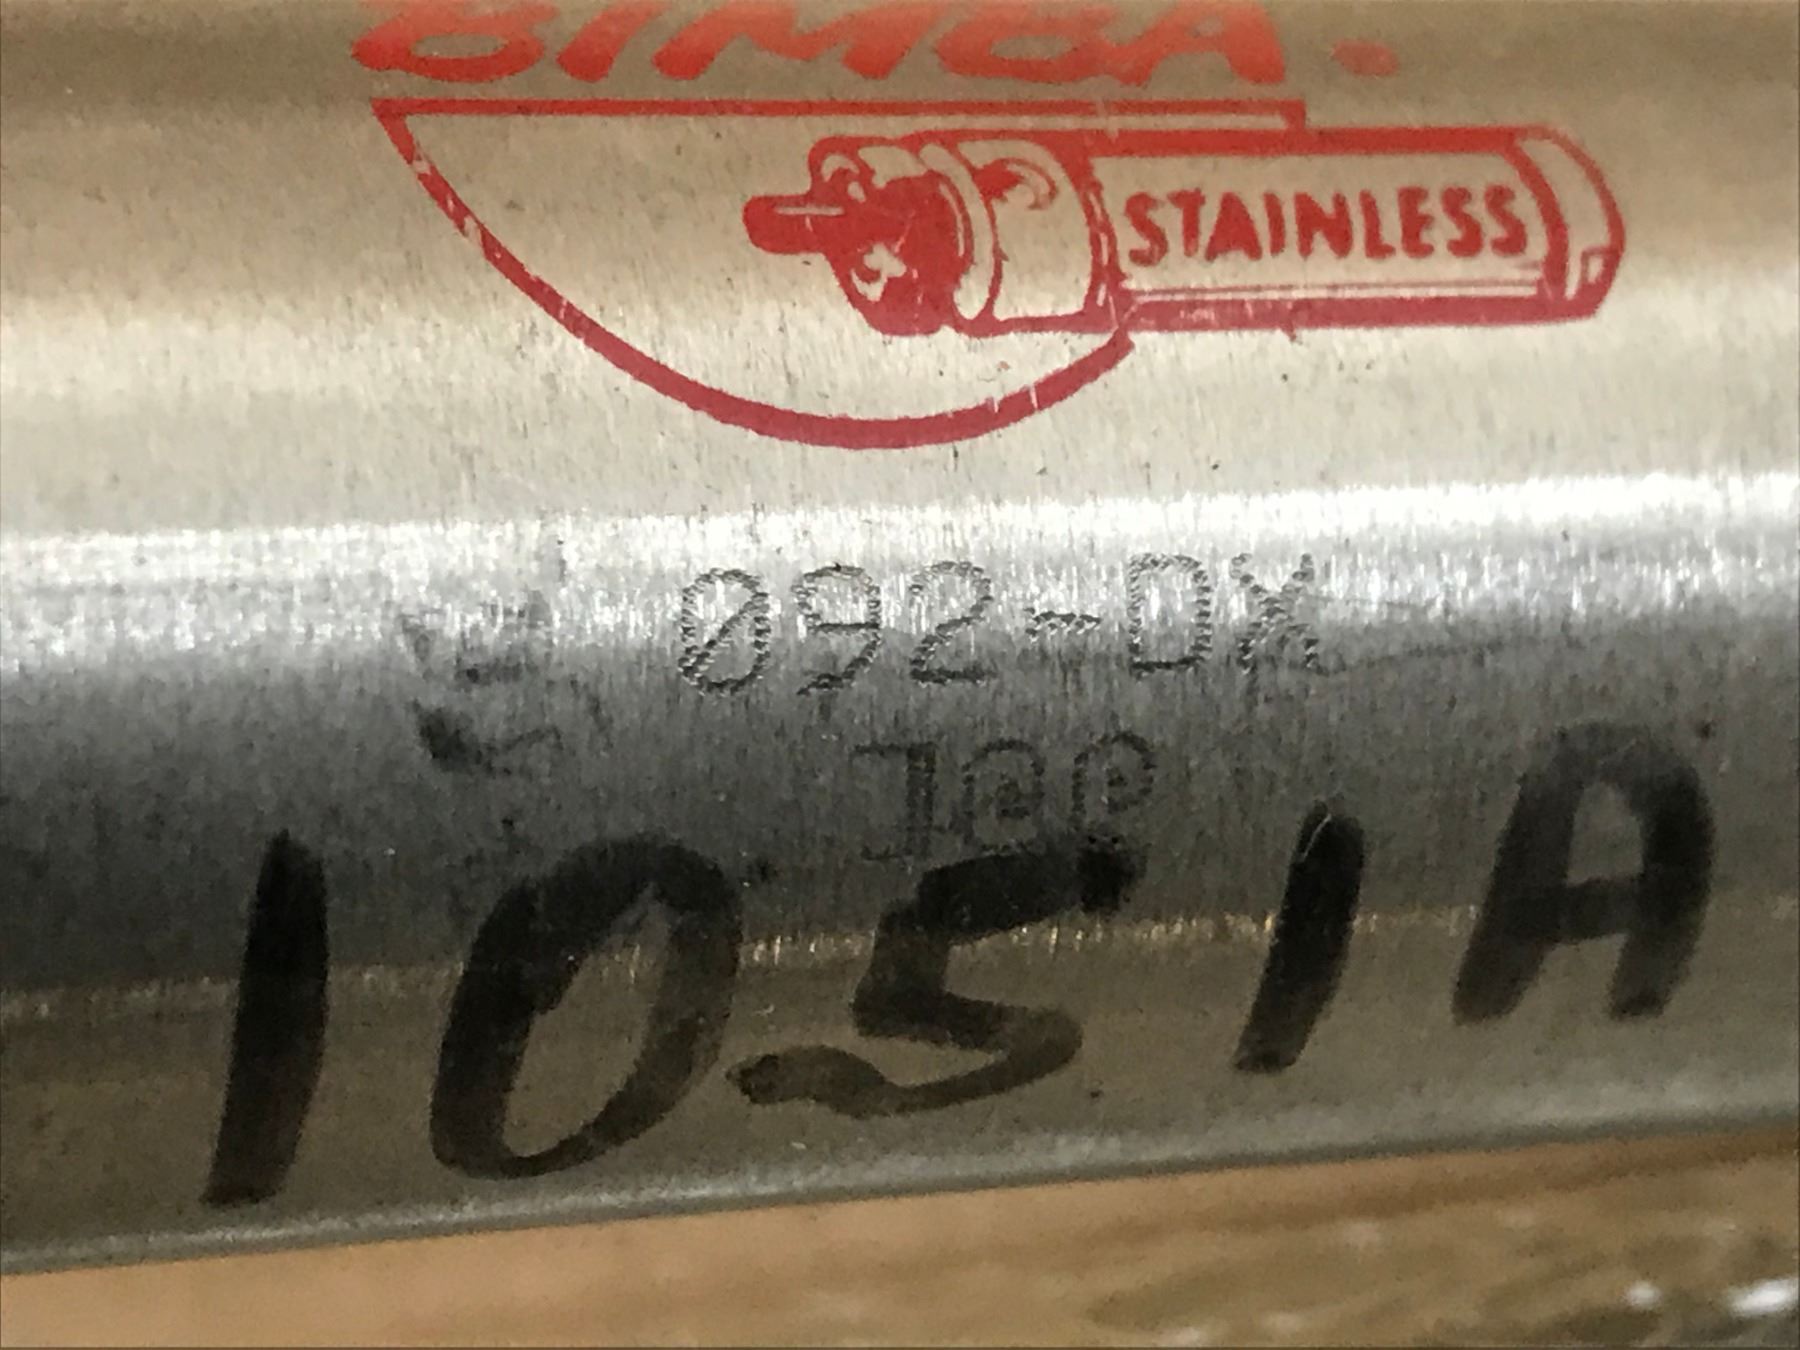 BIMBA.
STAINLESS
092-DX
1051A